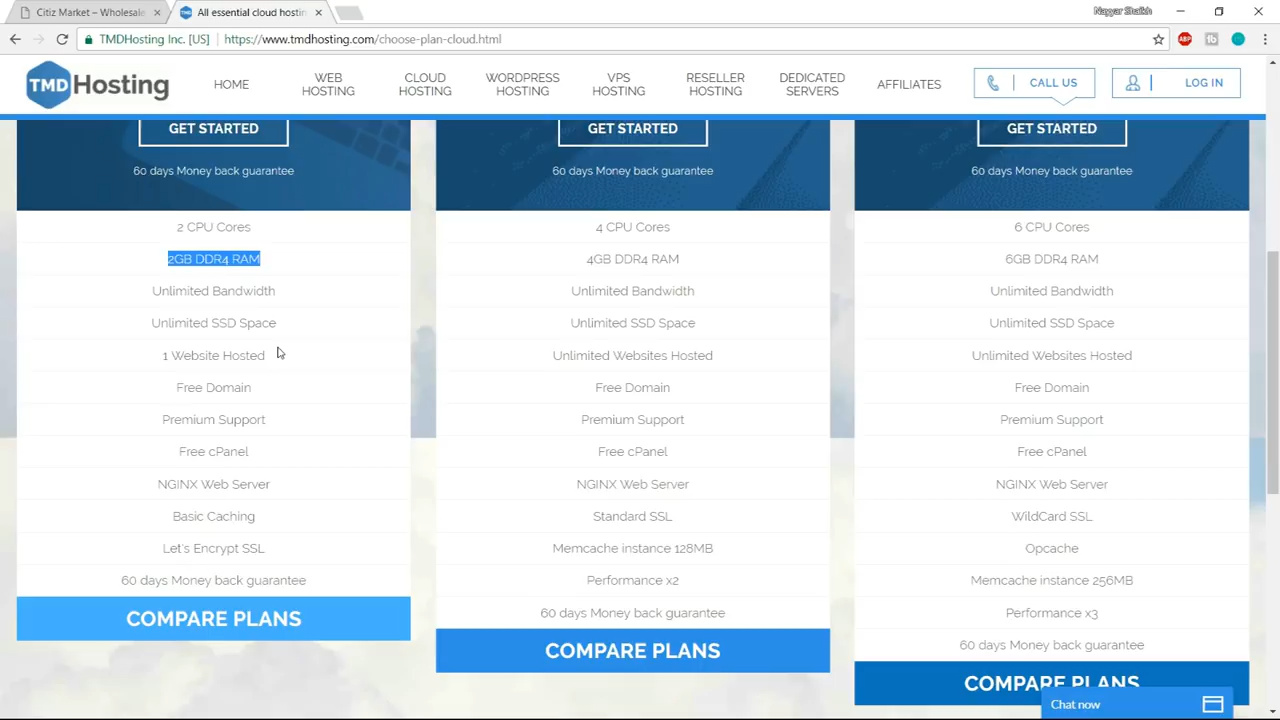 Citiz Market – Wholesale
All essential cloud hostin
Nayyar Shaikh
TMDHosting Inc. [US]
https://www.tmdhosting.com/choose-plan-cloud.html
ABP
TMDHosting
HOME
WEB
HOSTING
CLOUD
HOSTING
WORDPRESS
HOSTING
VPS
HOSTING
RESELLER
HOSTING
DEDICATED
SERVERS
AFFILIATES
CALL US
LOG IN
GET STARTED
60 days Money back guarantee
2 CPU Cores
2GB DDR4 RAM
Unlimited Bandwidth
Unlimited SSD Space
1 Website Hosted
Free Domain
Premium Support
Free cPanel
NGINX Web Server
Basic Caching
Let's Encrypt SSL
60 days Money back guarantee
COMPARE PLANS
GET STARTED
60 days Money back guarantee
4 CPU Cores
4GB DDR4 RAM
Unlimited Bandwidth
Unlimited SSD Space
Unlimited Websites Hosted
Free Domain
Premium Support
Free cPanel
NGINX Web Server
Standard SSL
Memcache instance 128MB
Performance x2
60 days Money back guarantee
COMPARE PLANS
GET STARTED
60 days Money back guarantee
6 CPU Cores
6GB DDR4 RAM
Unlimited Bandwidth
Unlimited SSD Space
Unlimited Websites Hosted
Free Domain
Premium Support
Free cPanel
NGINX Web Server
WildCard SSL
Opcache
Memcache instance 256MB
Performance x3
60 days Money back guarantee
COMPARE PLANS
Chat now